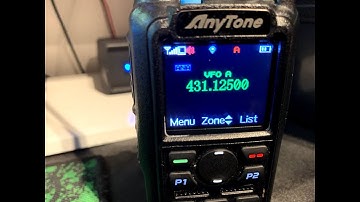 AnyTone
A
VFO A
431.12500
Menu Zone List
P1 P2